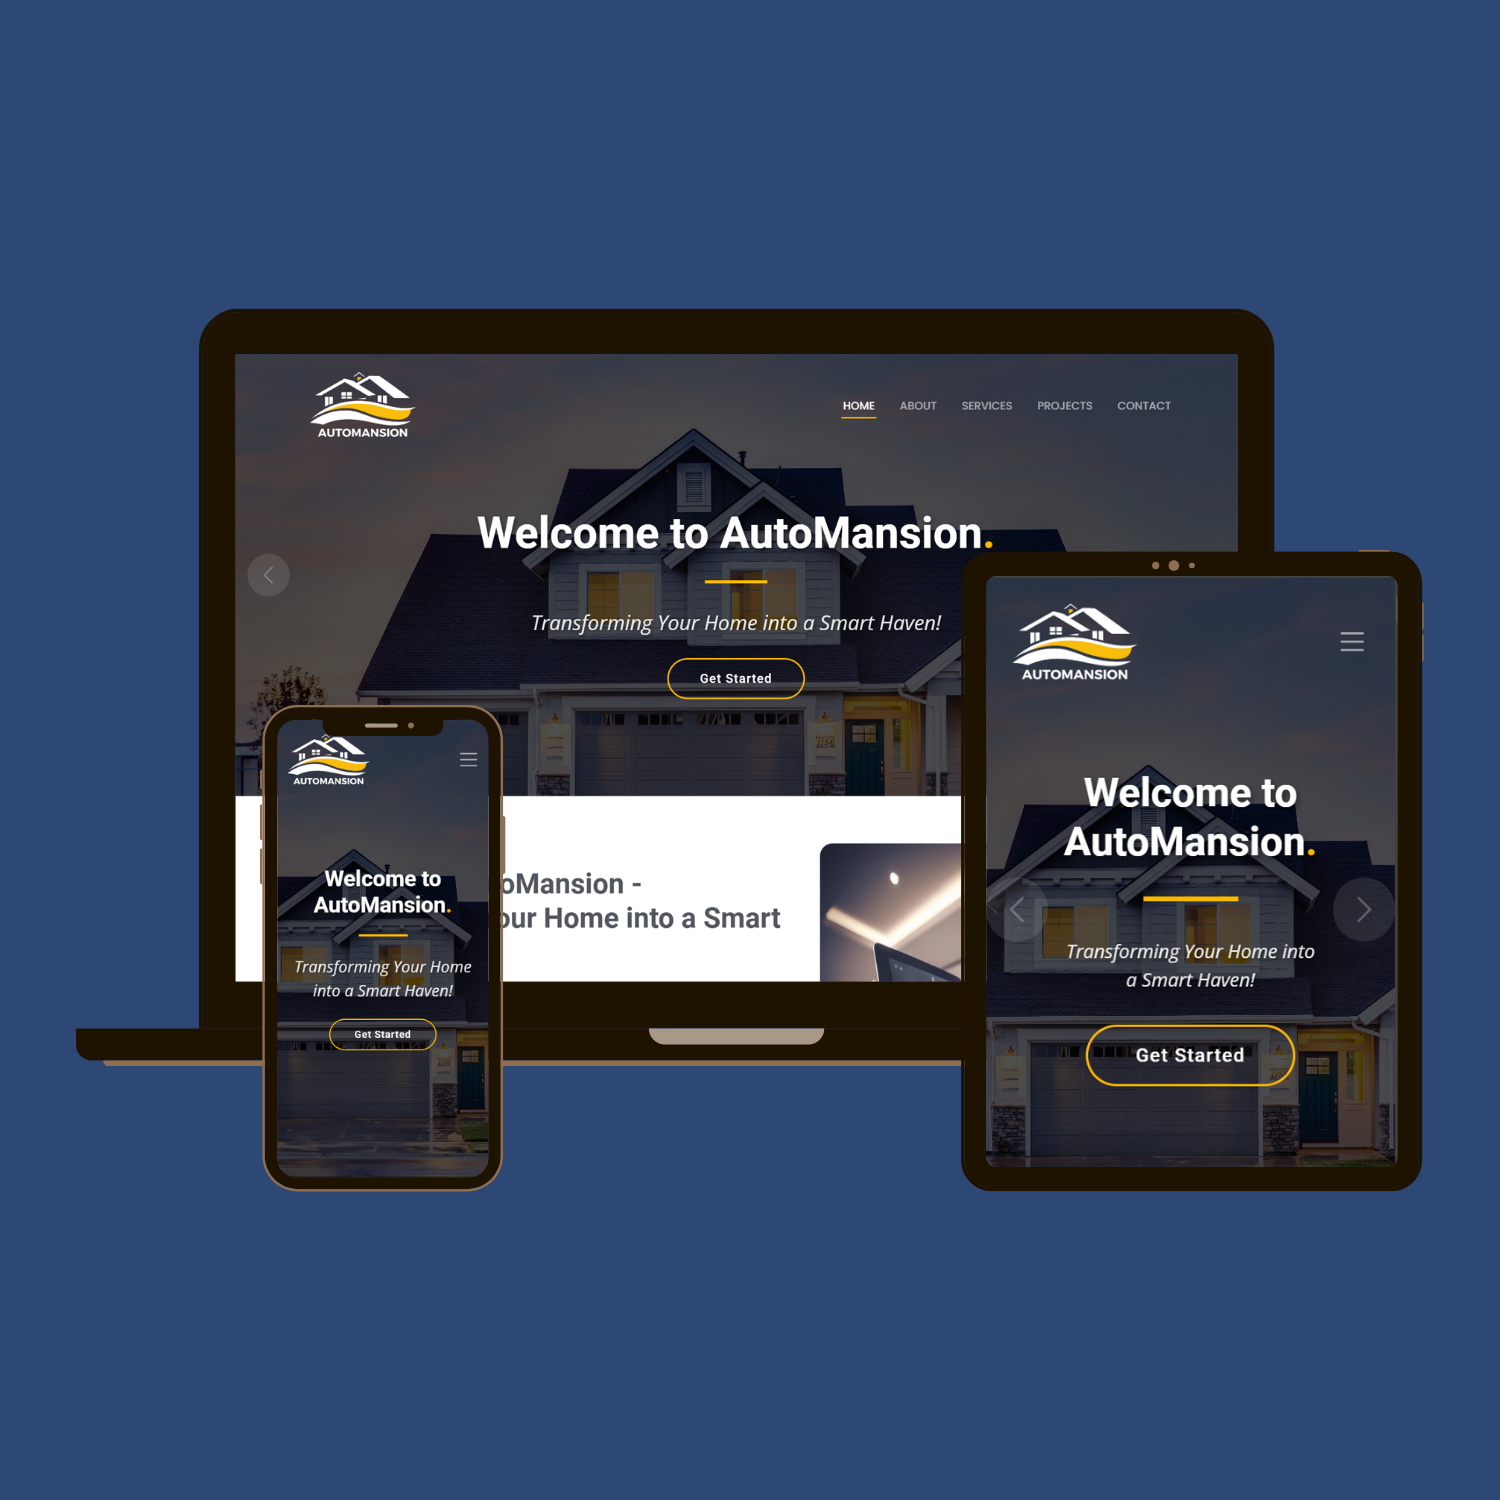 AUTOMANSION
HOME ABOUT SERVICES PROJECTS CONTACT
Welcome to AutoMansion.
Transforming Your Home into a Smart Haven!
Get Started
oMansion -
our Home into a Smart
AUTOMANSION
Welcome to
AutoMansion.
Transforming Your Home
into a Smart Haven!
Get Started
AUTOMANSION
Welcome to
AutoMansion.
Transforming Your Home into
a Smart Haven!
Get Started